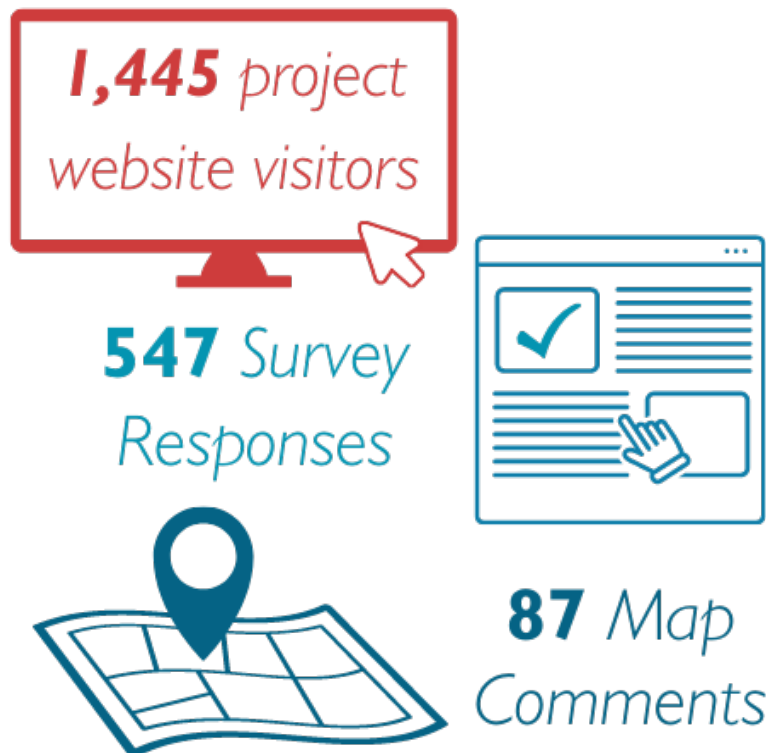 1,445 project
website visitors
547 Survey
Responses
87 Map
Comments